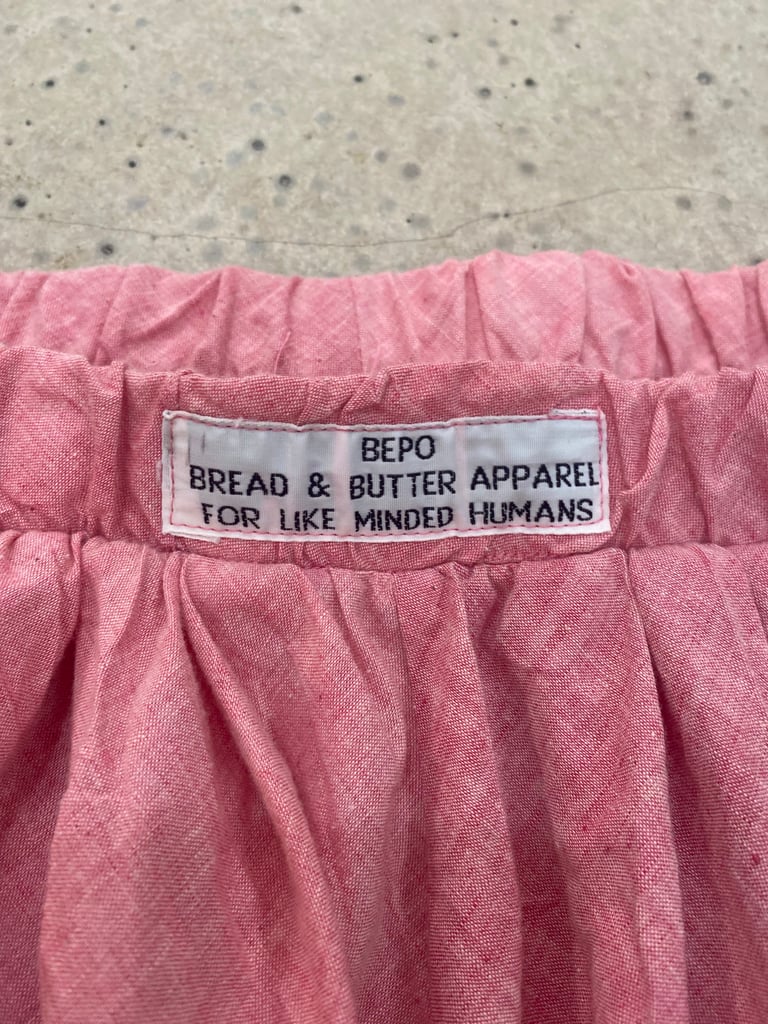 BEPO
BREAD & BUTTER APPAREL
FOR LIKE MINDED HUMANS